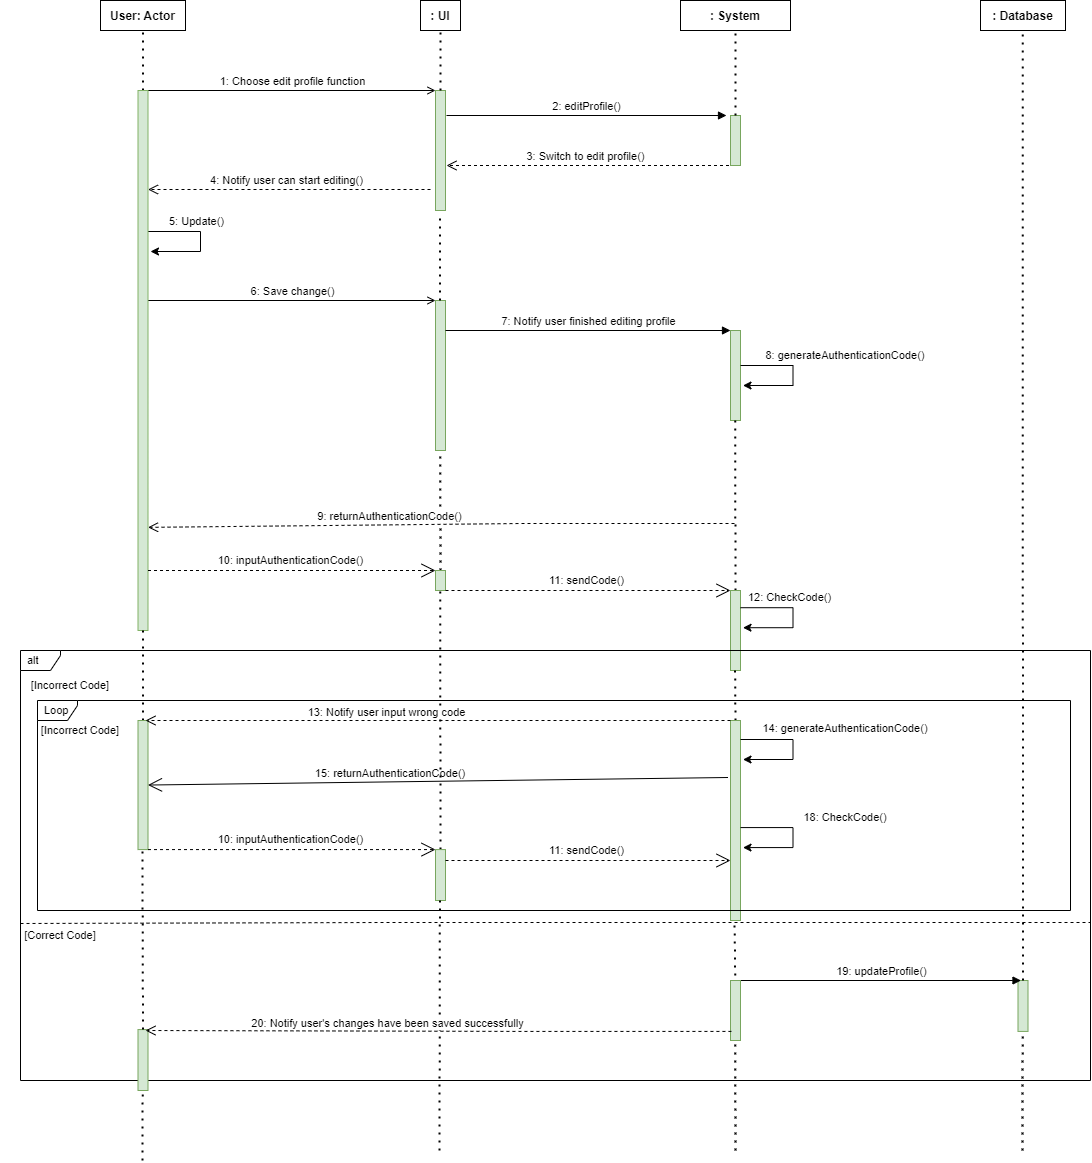 User: Actor
: UI
: System
: Database
1: Choose edit profile function
2: editProfile()
3: Switch to edit profile()
4: Notify user can start editing()
5: Update()
6: Save change()
7: Notify user finished editing profile
8: generateAuthenticationCode()
9: returnAuthenticationCode()
10: inputAuthenticationCode()
11: sendCode()
12: CheckCode()
alt
[Incorrect Code]
Loop
13: Notify user input wrong code
[Incorrect Code]
14: generateAuthenticationCode()
15: returnAuthenticationCode()
18: CheckCode()
10: inputAuthenticationCode()
11: sendCode()
[Correct Code]
19: updateProfile()
20: Notify user's changes have been saved successfully